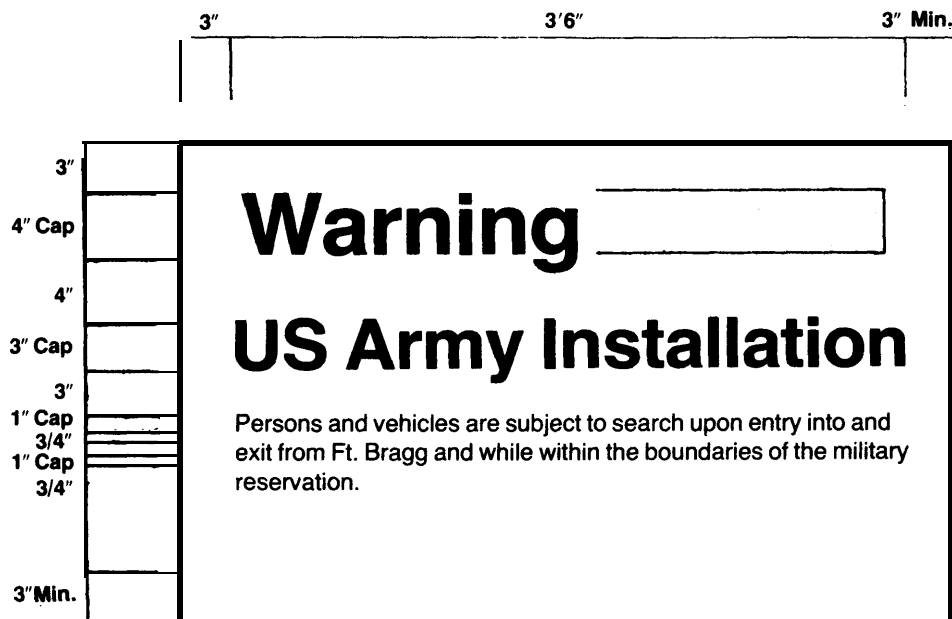 3" 3'6" 3" Min.
3"
4" Cap
Warning
4"
3" Cap
US Army Installation
3"
1" Cap
3/4"
1" Cap
3/4"
Persons and vehicles are subject to search upon entry into and
exit from Ft. Bragg and while within the boundaries of the military
reservation.
3"Min.